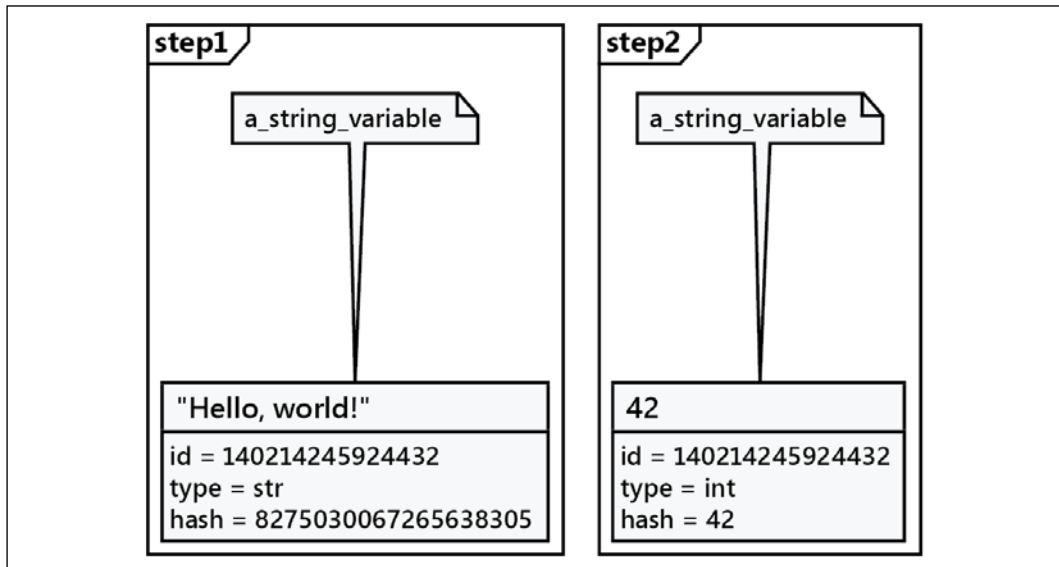 step1
a_string_variable
"Hello, world!"
id = 140214245924432
type = str
hash = 8275030067265638305
step2
a_string_variable
42
id = 140214245924432
type = int
hash = 42